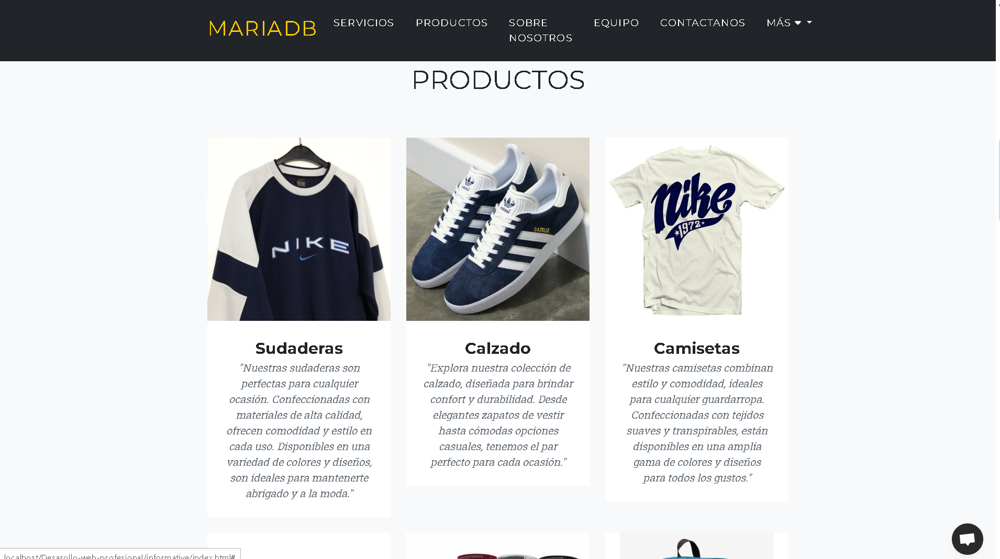 MARIADB
SERVICIOS
PRODUCTOS
SOBRE
NOSOTROS
EQUIPO
CONTACTANOS
MÁS
PRODUCTOS
NIKE
adidas
adidas
GAZELLE
nike
1972
Sudaderas
"Nuestras sudaderas son
perfectas para cualquier
ocasión. Confeccionadas con
materiales de alta calidad,
ofrecen comodidad y estilo en
cada uso. Disponibles en una
variedad de colores y diseños,
son ideales para mantenerte
abrigado y a la moda."
Calzado
"Explora nuestra colección de
calzado, diseñada para brindar
confort y durabilidad. Desde
elegantes zapatos de vestir
hasta cómodas opciones
casuales, tenemos el par
perfecto para cada ocasión."
Camisetas
"Nuestras camisetas combinan
estilo y comodidad, ideales
para cualquier guardarropa.
Confeccionadas con tejidos
suaves y transpirables, están
disponibles en una amplia
gama de colores y diseños
para todos los gustos."
localhost/Desarollo-web-profesional/informative/index.html#